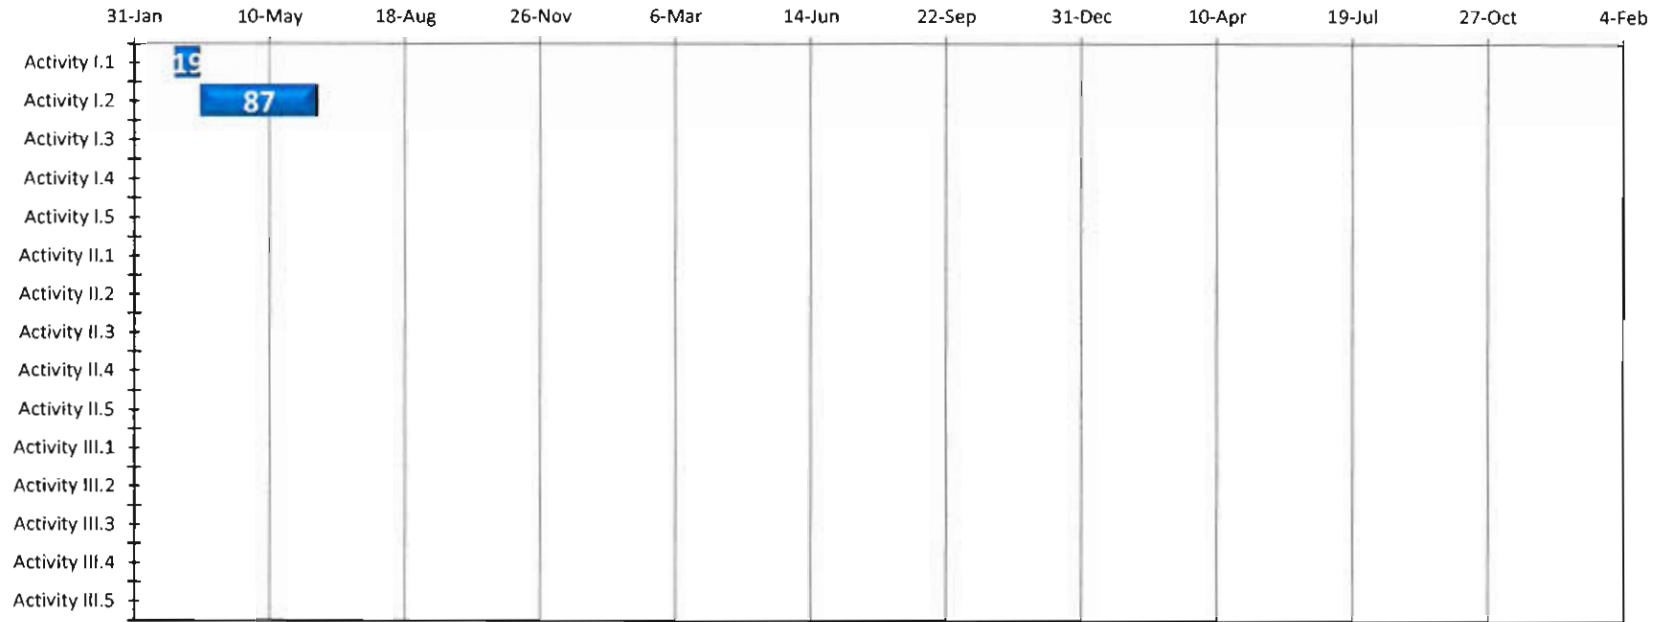 31-Jan 10-May 18-Aug 26-Nov 6-Mar 14-Jun 22-Sep 31-Dec 10-Apr 19-Jul 27-Oct 4-Feb
Activity I.1 19
Activity I.2 87
Activity I.3
Activity I.4
Activity I.5
Activity II.1
Activity II.2
Activity II.3
Activity II.4
Activity II.5
Activity III.1
Activity III.2
Activity III.3
Activity III.4
Activity III.5